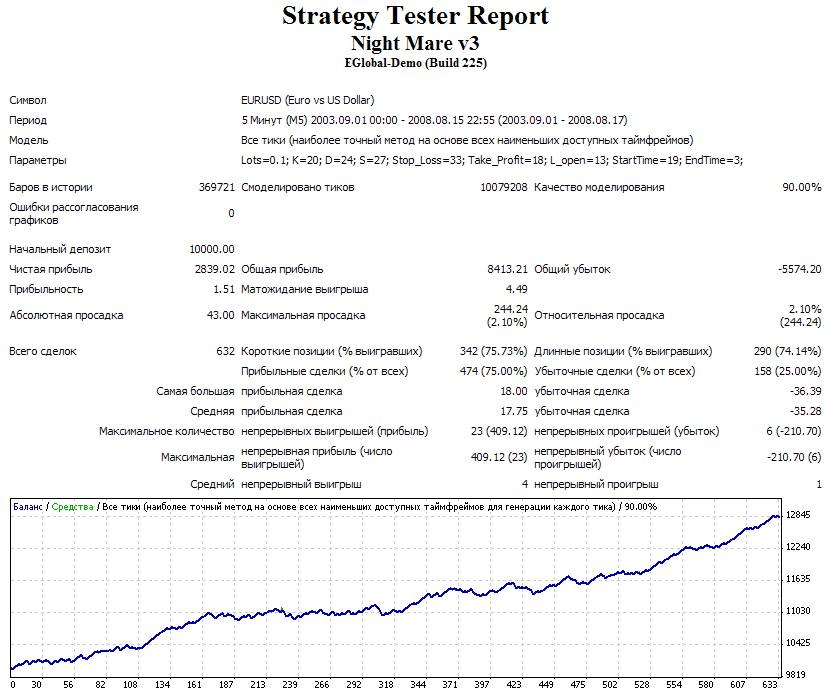 Strategy Tester Report
Night Mare v3
EGlobal-Demo (Build 225)
Символ EURUSD (Euro vs US Dollar)
Период 5 Минут (M5) 2003.09.01 00:00 - 2008.08.15 22:55 (2003.09.01 - 2008.08.17)
Модель Все тики (наиболее точный метод на основе всех наименьших доступных таймфреймов)
Параметры Lots=0.1; K=20; D=24; S=27; Stop_Loss=33; Take_Profit=18; L_open=13; StartTime=19; EndTime=3;
Баров в истории 369721 Смоделировано тиков 10079208 Качество моделирования 90.00%
Ошибки рассогласования
графиков 0
Начальный депозит 10000.00
Чистая прибыль 2839.02 Общая прибыль 8413.21 Общий убыток -5574.20
Прибыльность 1.51 Матожидание выигрыша 4.49
Абсолютная просадка 43.00 Максимальная просадка 244.24
(2.10%) Относительная просадка 2.10%
(244.24)
Всего сделок 632 Короткие позиции (% выигравших) 342 (75.73%) Длинные позиции (% выигравших) 290 (74.14%)
Прибыльные сделки (% от всех) 474 (75.00%) Убыточные сделки (% от всех) 158 (25.00%)
Самая большая прибыльная сделка 18.00 убыточная сделка -36.39
Средняя прибыльная сделка 17.75 убыточная сделка -35.28
Максимальное количество непрерывных выигрышей (прибыль) 23 (409.12) непрерывных проигрышей (убыток) 6 (-210.70)
Максимальная непрерывная прибыль (число
выигрышей) 409.12 (23) непрерывный убыток (число
проигрышей) -210.70 (6)
Средний непрерывный выигрыш 4 непрерывный проигрыш 1
Баланс / Средства / Все тики (наиболее точный метод на основе всех наименьших доступных таймфреймов для генерации каждого тика) / 90.00%
12845
12240
11635
11030
10425
9819
0 30 56 82 108 134 161 187 213 239 266 292 318 344 371 397 423 449 475 502 528 554 580 607 633